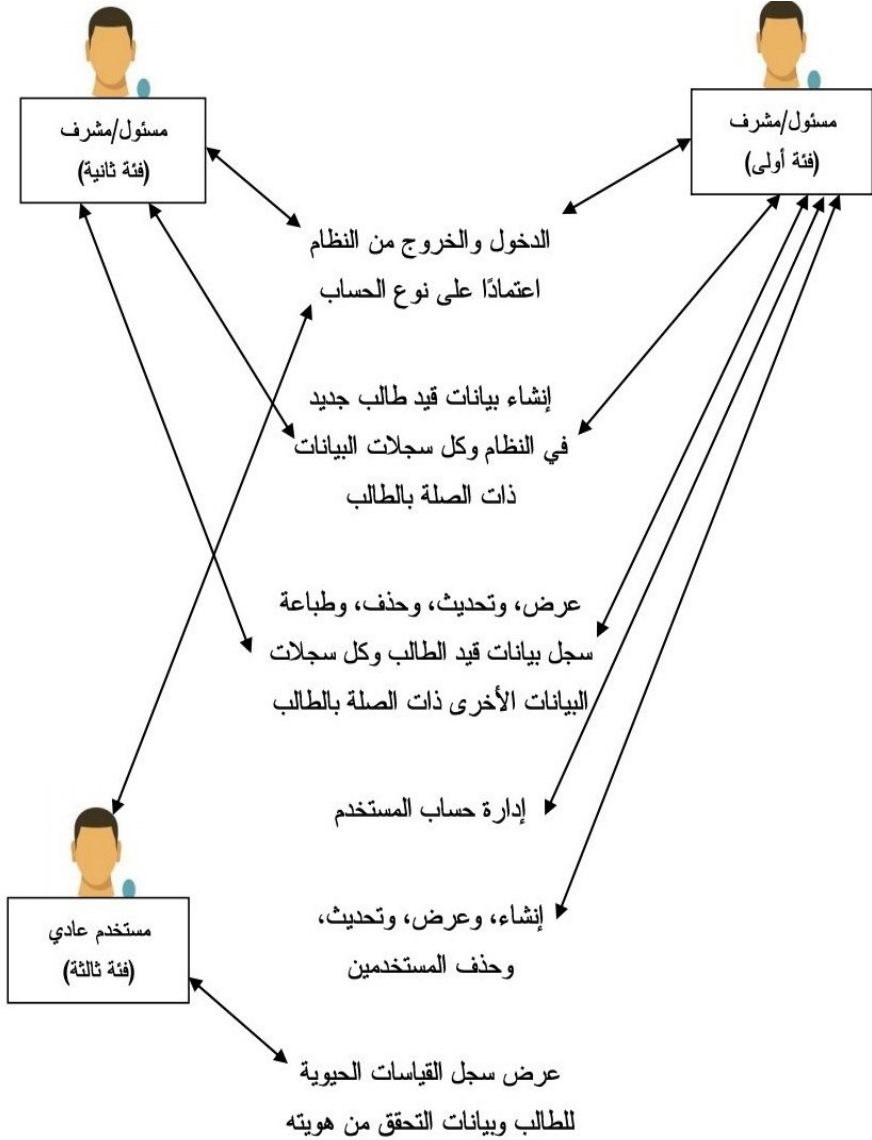 مسئول/مشرف
(فئة أولى)
مسئول/مشرف
(فئة ثانية)
الدخول والخروج من النظام
اعتمادًا على نوع الحساب
إنشاء بيانات قيد طالب جديد
في النظام وكل سجلات البيانات
ذات الصلة بالطالب
عرض، وتحديث، وحذف، وطباعة
سجل بيانات قيد الطالب وكل سجلات
البيانات الأخرى ذات الصلة بالطالب
إدارة حساب المستخدم
إنشاء، وعرض، وتحديث،
وحذف المستخدمين
مستخدم عادي
(فئة ثالثة)
عرض سجل القياسات الحيوية
للطالب وبيانات التحقق من هويته